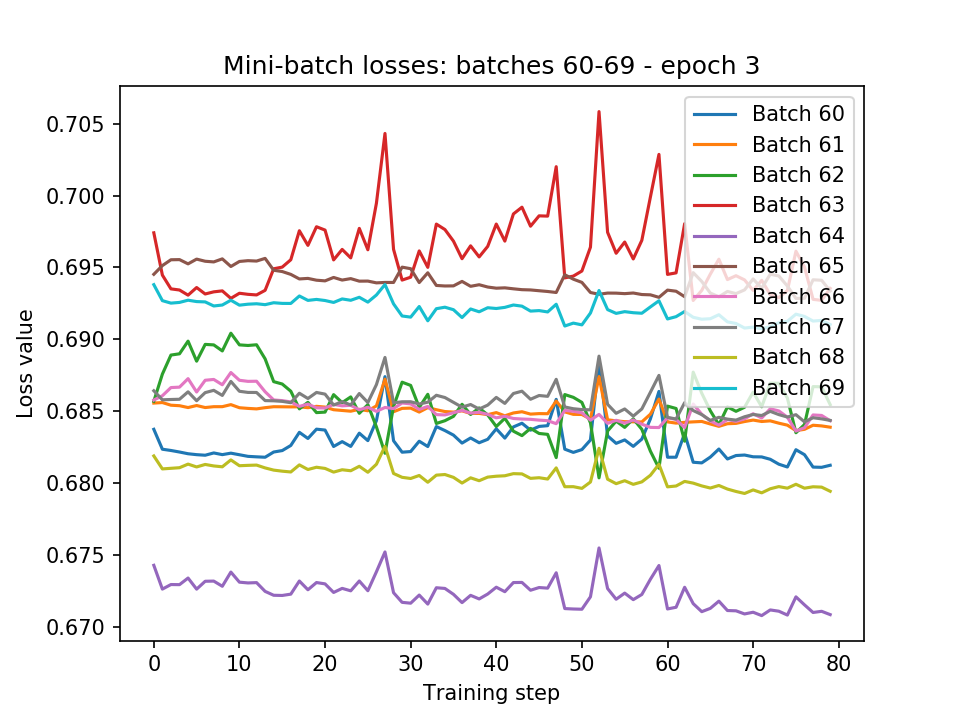 Mini-batch losses: batches 60-69 - epoch 3
0.705
0.700
0.695
0.690
0.685
0.680
0.675
0.670
Loss value
0 10 20 30 40 50 60 70 80
Training step
Batch 60
Batch 61
Batch 62
Batch 63
Batch 64
Batch 65
Batch 66
Batch 67
Batch 68
Batch 69